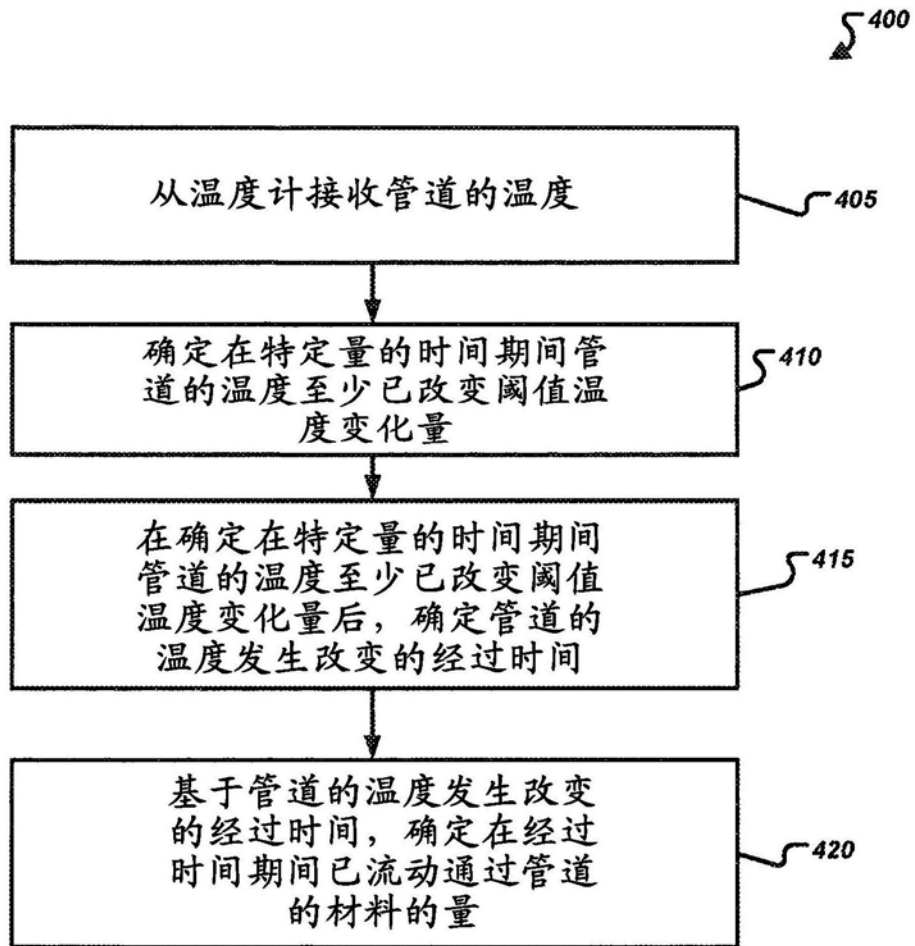 400
从温度计接收管道的温度
405
确定在特定量的时间期间管
道的温度至少已改变阈值温
度变化量
410
在确定在特定量的时间期间
管道的温度至少已改变阈值
温度变化量后，确定管道的
温度发生改变的经过时间
415
基于管道的温度发生改变
的经过时间，确定在经过
时间期间已流动通过管道
的材料的量
420